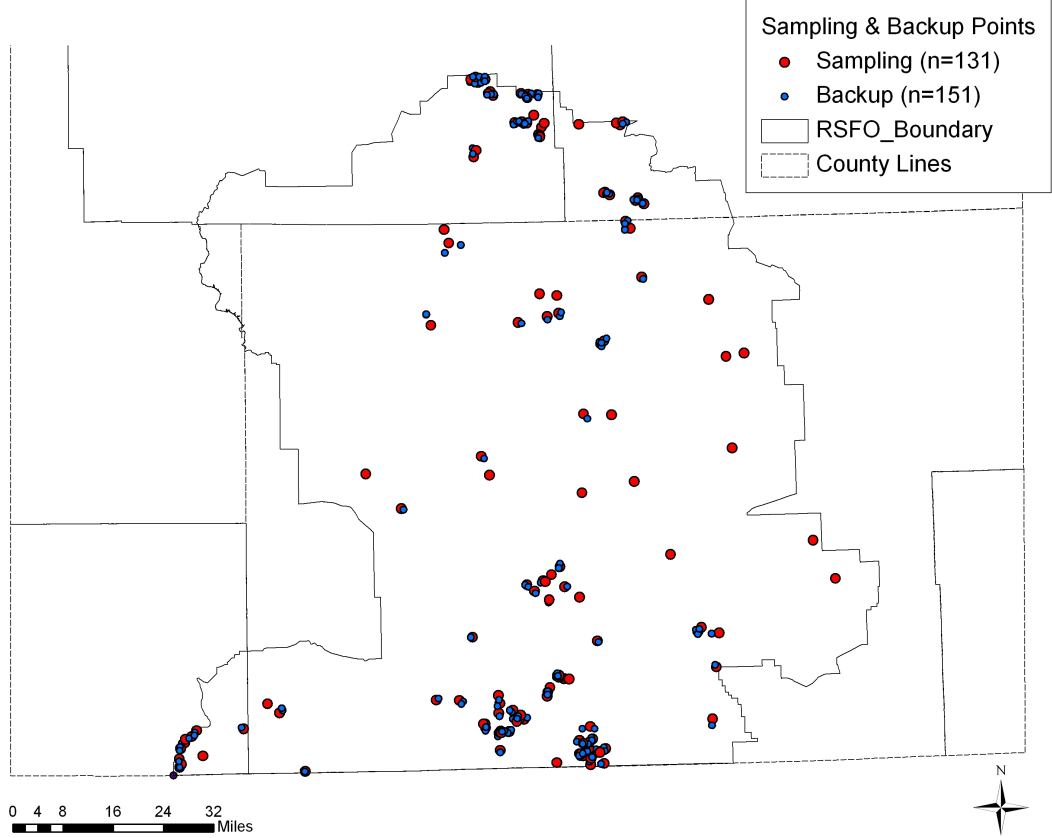 Sampling & Backup Points
Sampling (n=131)
Backup (n=151)
RSFO_Boundary
County Lines
N
0 4 8 16 24 32
Miles